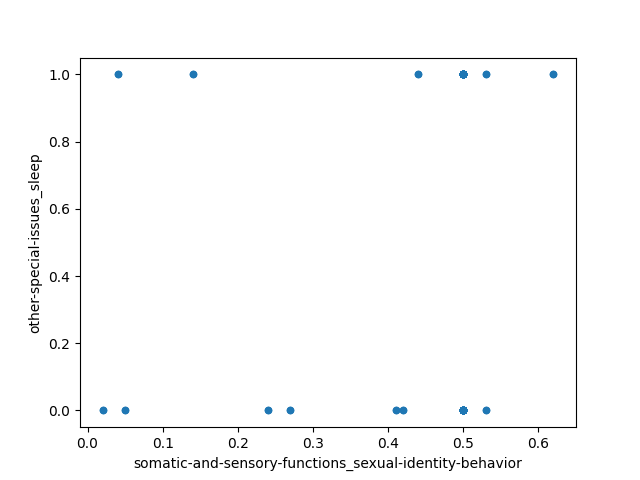 1.0
0.8
0.6
0.4
0.2
0.0
other-special-issues_sleep
0.0 0.1 0.2 0.3 0.4 0.5 0.6
somatic-and-sensory-functions_sexual-identity-behavior